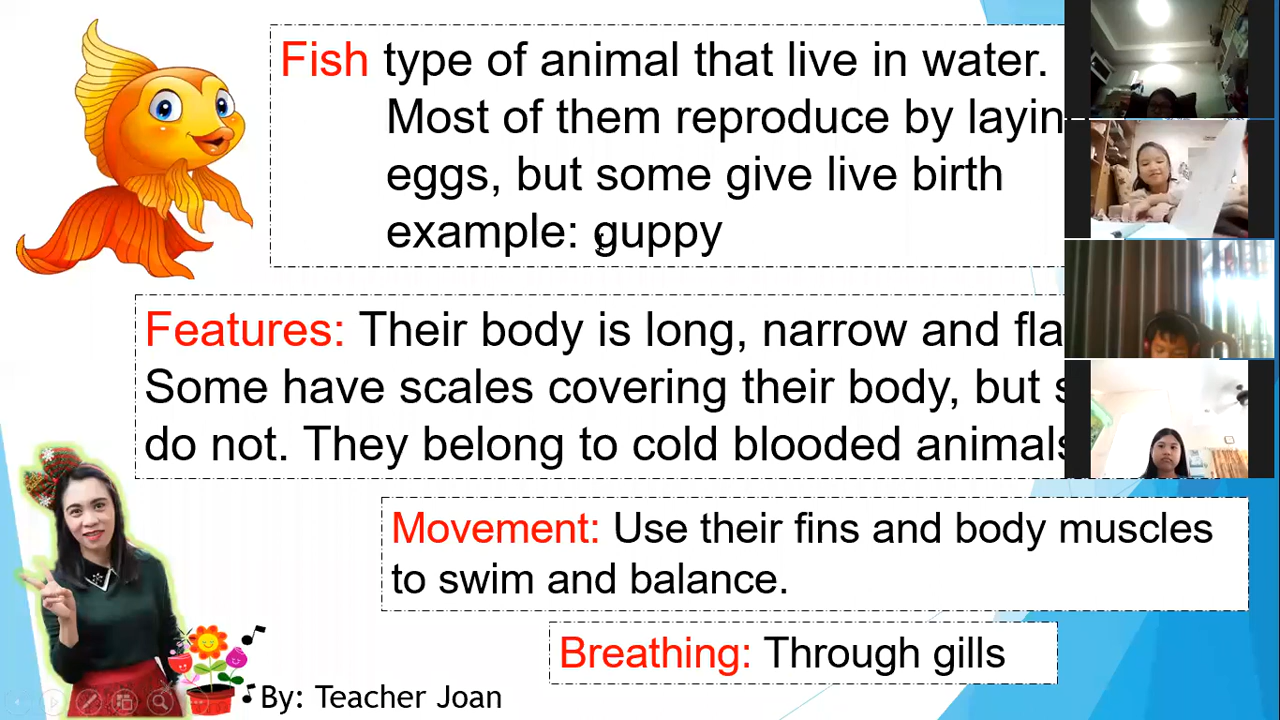 Fish type of animal that live in water.
Most of them reproduce by layin
eggs, but some give live birth
example: guppy
Features: Their body is long, narrow and fla
Some have scales covering their body, but s
do not. They belong to cold blooded animals
Movement: Use their fins and body muscles
to swim and balance.
Breathing: Through gills
By: Teacher Joan